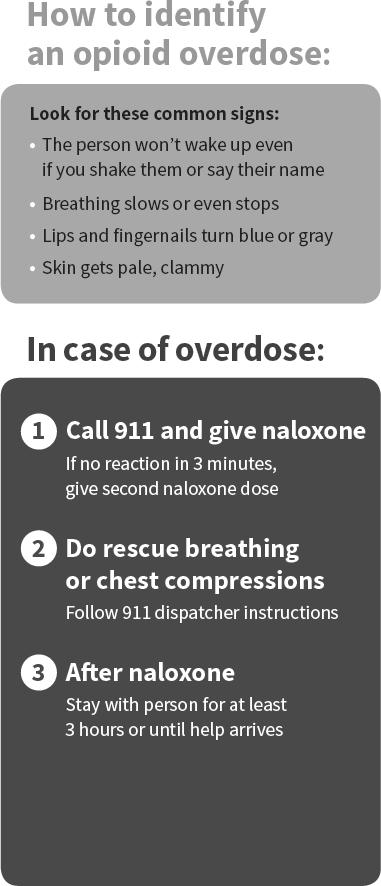 How to identify
an opioid overdose:
Look for these common signs:
• The person won’t wake up even
if you shake them or say their name
• Breathing slows or even stops
• Lips and fingernails turn blue or gray
• Skin gets pale, clammy
In case of overdose:
1 Call 911 and give naloxone
If no reaction in 3 minutes,
give second naloxone dose
2 Do rescue breathing
or chest compressions
Follow 911 dispatcher instructions
3 After naloxone
Stay with person for at least
3 hours or until help arrives